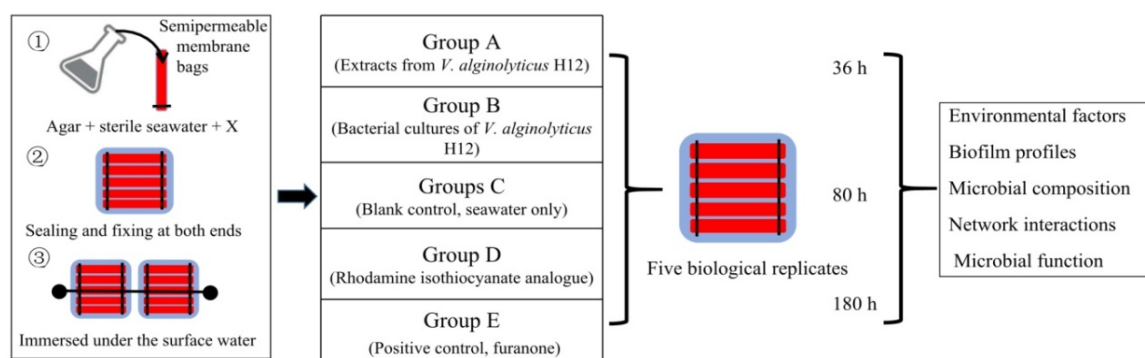 ①
Semipermeable
membrane
bags
Agar + sterile seawater + X
②
Sealing and fixing at both ends
③
Immersed under the surface water
Group A
(Extracts from V. alginolyticus H12)
Group B
(Bacterial cultures of V. alginolyticus
H12)
Groups C
(Blank control, seawater only)
Group D
(Rhodamine isothiocyanate analogue)
Group E
(Positive control, furanone)
Five biological replicates
36 h
80 h
180 h
Environmental factors
Biofilm profiles
Microbial composition
Network interactions
Microbial function